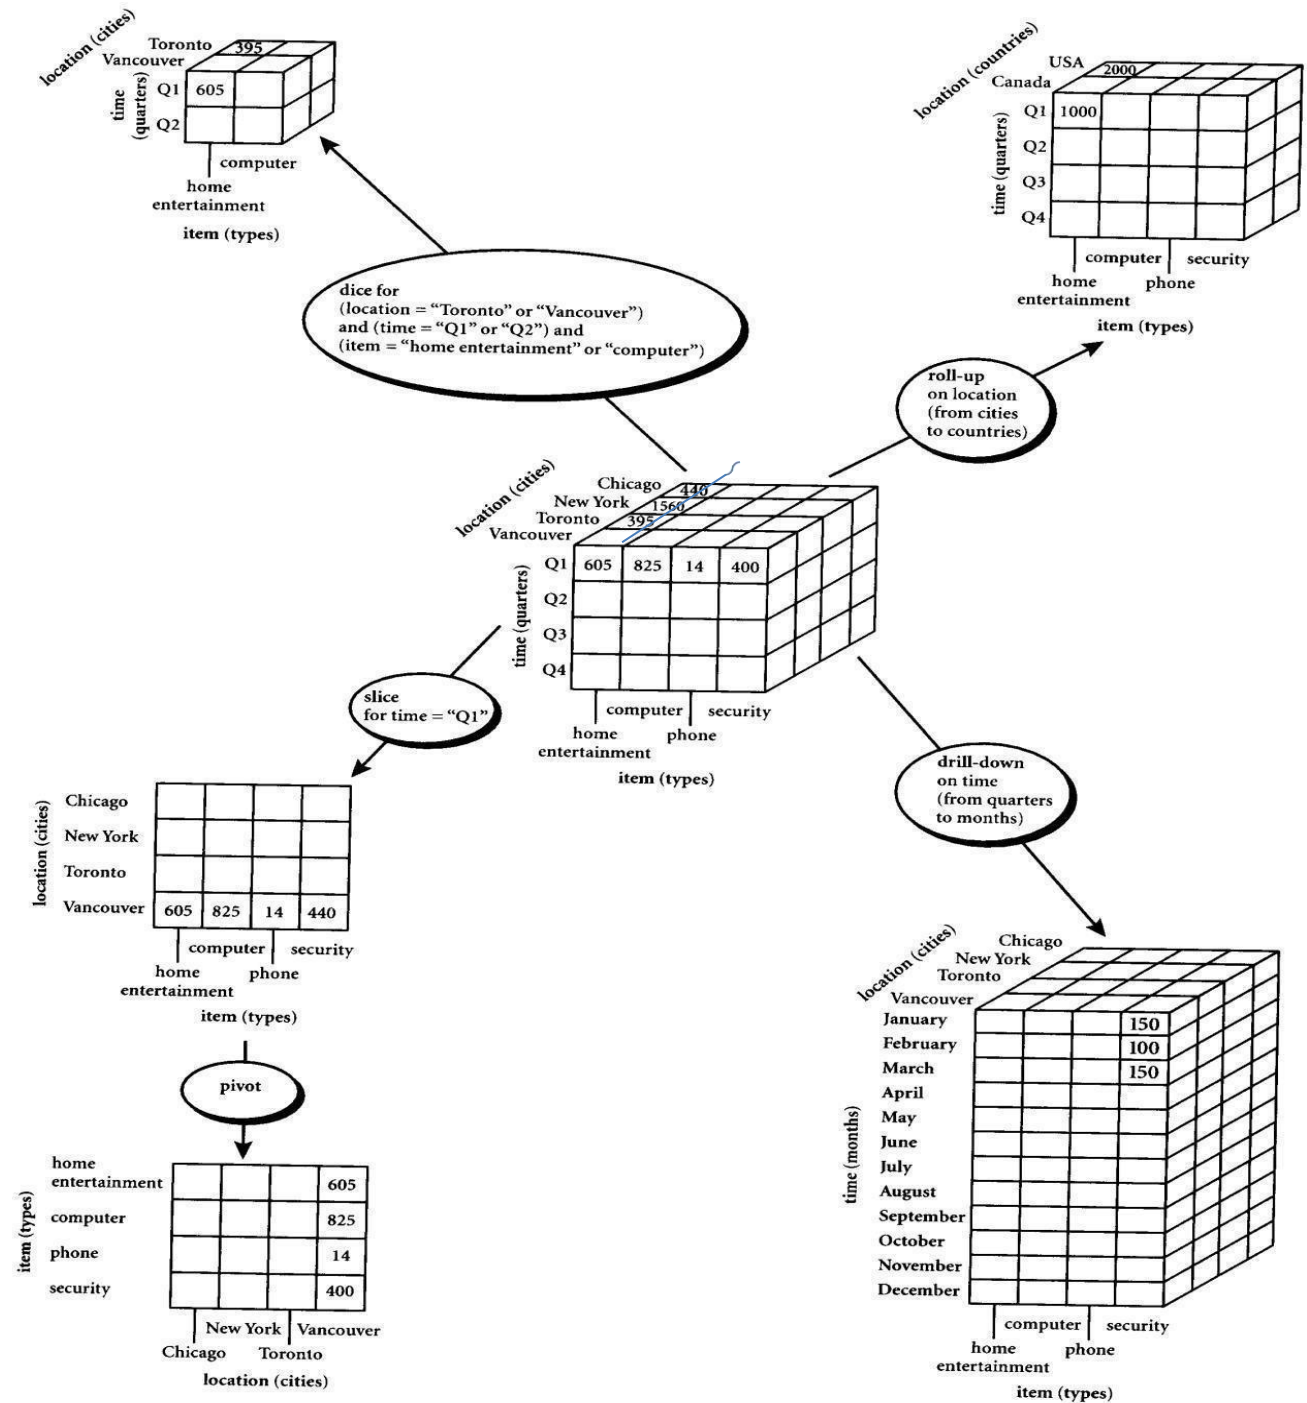 location (cities)
Toronto
Vancouver
395
time
(quarters)
Q1
605
Q2
computer
home
entertainment
item (types)
location (countries)
USA
Canada
2000
time (quarters)
Q1
1000
Q2
Q3
Q4
computer
security
home
entertainment
phone
item (types)
dice for
(location = “Toronto” or “Vancouver”)
and (time = “Q1” or “Q2”) and
(item = “home entertainment” or “computer”)
roll-up
on location
(from cities
to countries)
location (cities)
Chicago
440
New York
1560
Toronto
395
Vancouver
time (quarters)
Q1
605 825 14 400
Q2
Q3
Q4
computer
security
home
entertainment
phone
item (types)
slice
for time = “Q1”
drill-down
on time
(from quarters
to months)
location (cities)
Chicago
New York
Toronto
Vancouver
605 825 14 440
computer
security
home
entertainment
phone
item (types)
pivot
item (types)
home
entertainment
605
computer
825
phone
14
security
400
New York
Vancouver
Chicago
Toronto
location (cities)
location (cities)
Chicago
New York
Toronto
Vancouver
time (months)
January
150
February
100
March
150
April
May
June
July
August
September
October
November
December
computer
security
home
entertainment
phone
item (types)